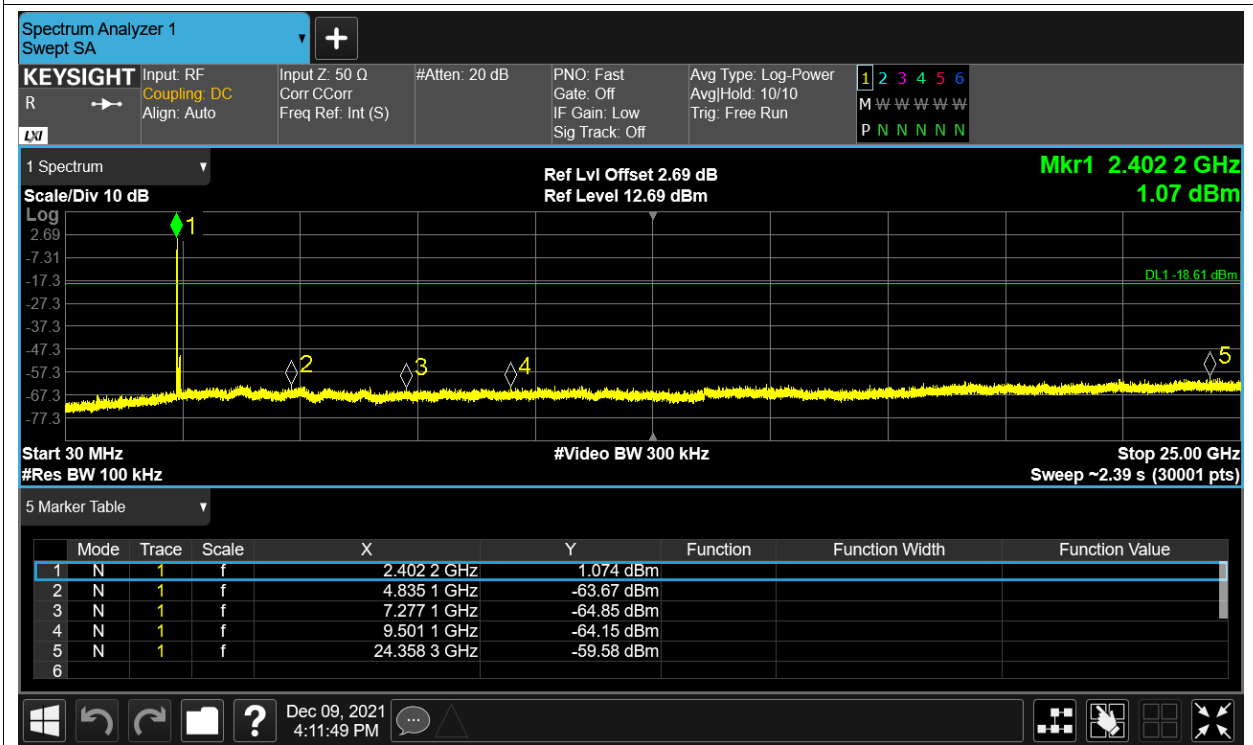 Spectrum Analyzer 1
Swept SA
KEYSIGHT Input: RF Input Z: 50 Ω #Atten: 20 dB PNO: Fast Avg Type: Log-Power 1 2 3 4 5 6
R Coupling: DC Corr CCorr Gate: Off Avg|Hold: 10/10 M W W W W W
Align: Auto Freq Ref: Int (S) IF Gain: Low Trig: Free Run
LXI Sig Track: Off P N N N N N
1 Spectrum Ref Lvl Offset 2.69 dB Mkr1 2.402 2 GHz
Scale/Div 10 dB Ref Level 12.69 dBm 1.07 dBm
Log
1
2.69
-7.31
-17.3 DL1 -18.61 dBm
-27.3
-37.3
-47.3
2 3 4 5
-57.3
-67.3
-77.3
Start 30 MHz #Video BW 300 kHz Stop 25.00 GHz
#Res BW 100 kHz Sweep ~2.39 s (30001 pts)
5 Marker Table
Mode Trace Scale X Y Function Function Width Function Value
1 N 1 f 2.402 2 GHz 1.074 dBm
2 N 1 f 4.835 1 GHz -63.67 dBm
3 N 1 f 7.277 1 GHz -64.85 dBm
4 N 1 f 9.501 1 GHz -64.15 dBm
5 N 1 f 24.358 3 GHz -59.58 dBm
6
? Dec 09, 2021
4:11:49 PM